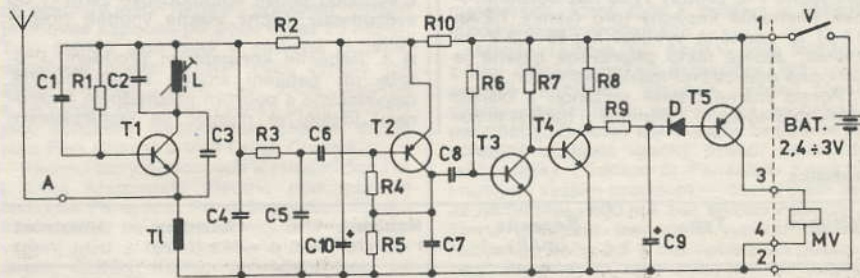 R2
R10
1
V
C1
R1
C2
L
R6
R7
R8
T1
C3
R3
C6
T2
C8
T3
T4
R9
D
T5
BAT.
2,4÷3V
A
R4
3
Tl
C4
C5
C10
+
R5
C7
C9
+
4
MV
2